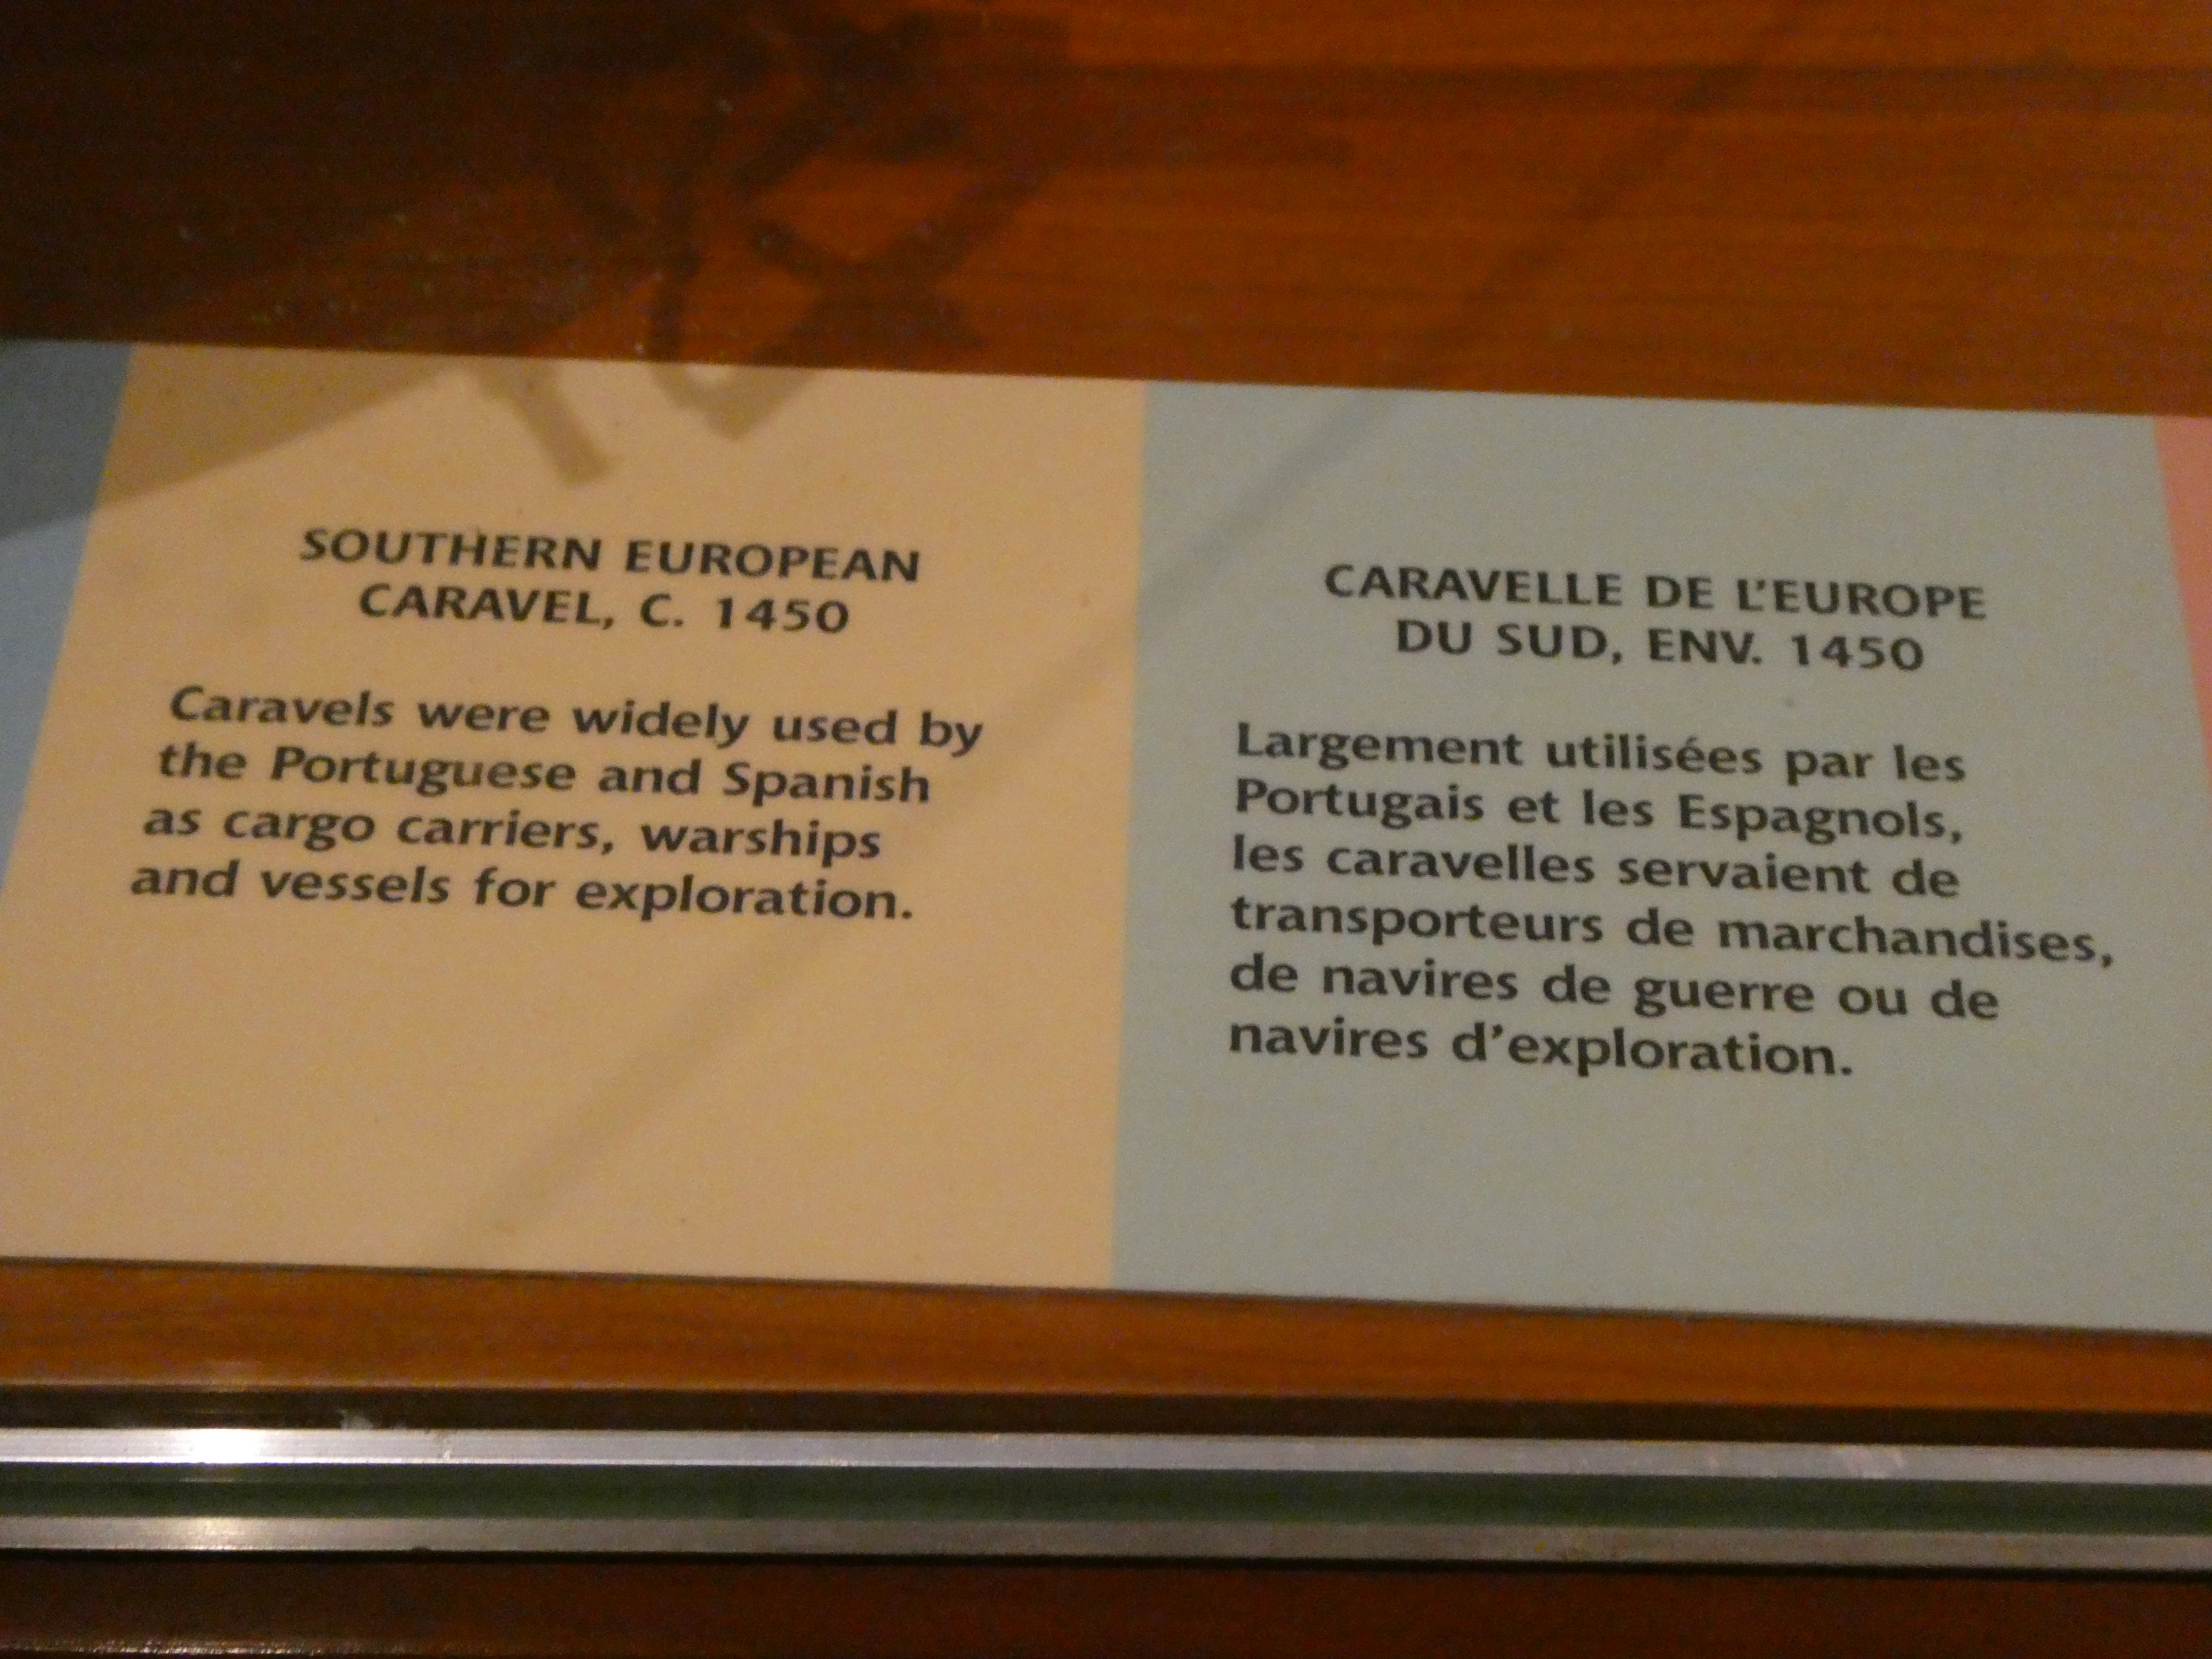 SOUTHERN EUROPEAN
CARAVEL, C. 1450
Caravels were widely used by
the Portuguese and Spanish
as cargo carriers, warships
and vessels for exploration.
CARAVELLE DE L'EUROPE
DU SUD, ENV. 1450
Largement utilisées par les
Portugais et les Espagnols,
les caravelles servaient de
transporteurs de marchandises,
de navires de guerre ou de
navires d'exploration.